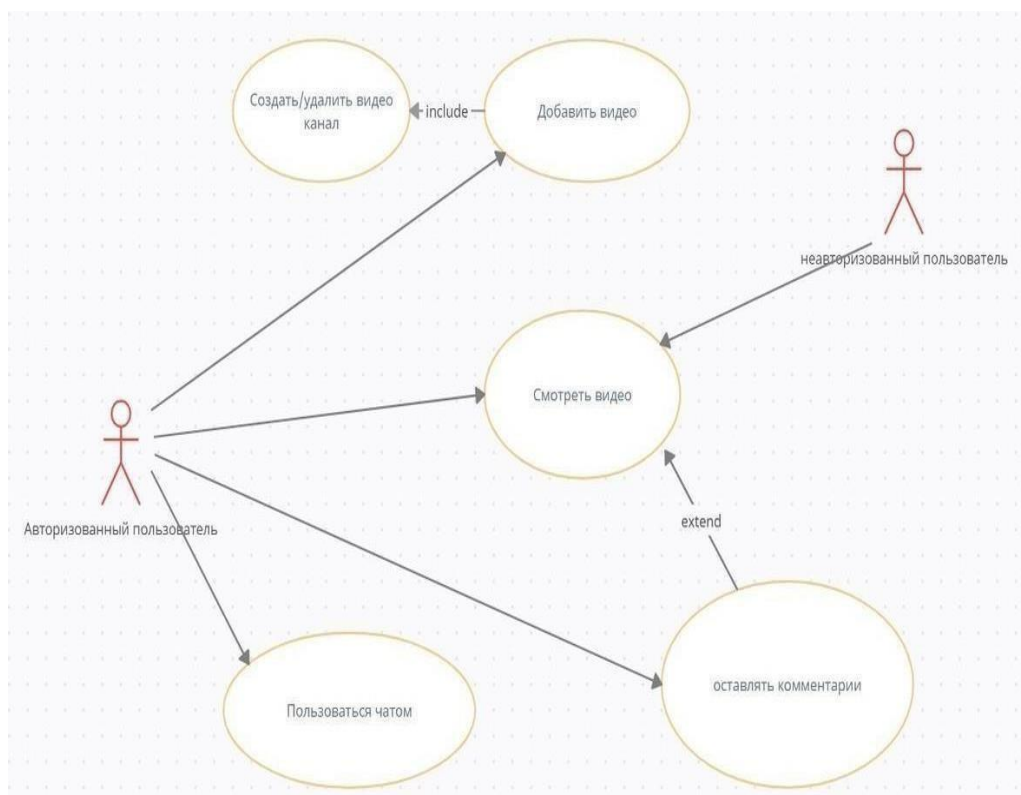 Создать/удалить видео
канал
include
Добавить видео
неавторизованный пользователь
Смотреть видео
Авторизованный пользователь
extend
оставлять комментарии
Пользоваться чатом